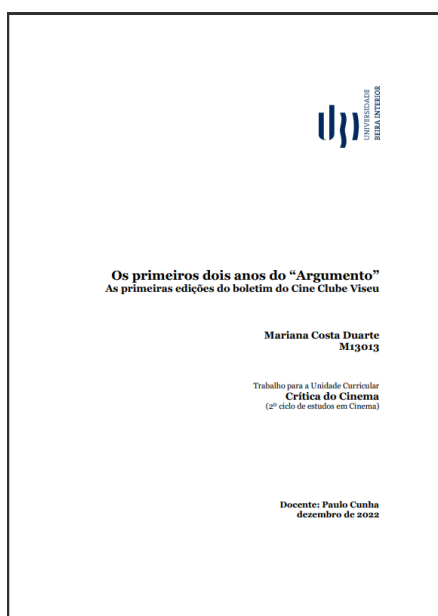 UNIVERSIDADE
BEIRA INTERIOR
Os primeiros dois anos do “Argumento”
As primeiras edições do boletim do Cine Clube Viseu
Mariana Costa Duarte
M13013
Trabalho para a Unidade Curricular
Crítica do Cinema
(2º ciclo de estudos em Cinema)
Docente: Paulo Cunha
dezembro de 2022